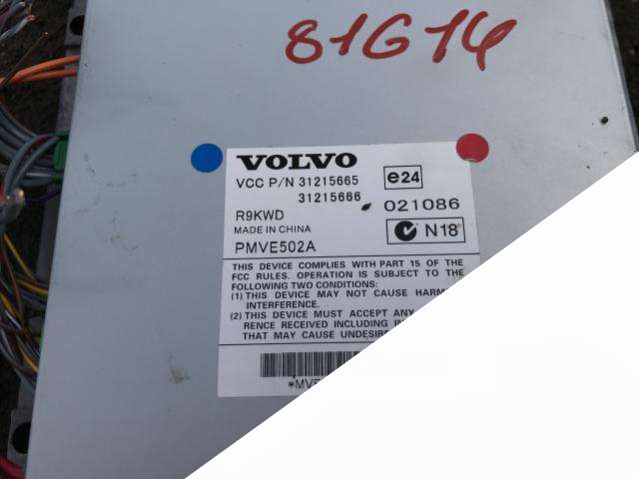 81G14
VOLVO
VCC P/N 31215665
31215666
e24
021086
R9KWD
MADE IN CHINA
N18
PMVE502A
THIS DEVICE COMPLIES WITH PART 15 OF THE
FCC RULES. OPERATION IS SUBJECT TO THE
FOLLOWING TWO CONDITIONS:
(1) THIS DEVICE MAY NOT CAUSE
INTERFERENCE.
(2) THIS DEVICE MUST ACCEPT ANY
RENCE RECEIVED INCLUDING
THAT MAY CAUSE